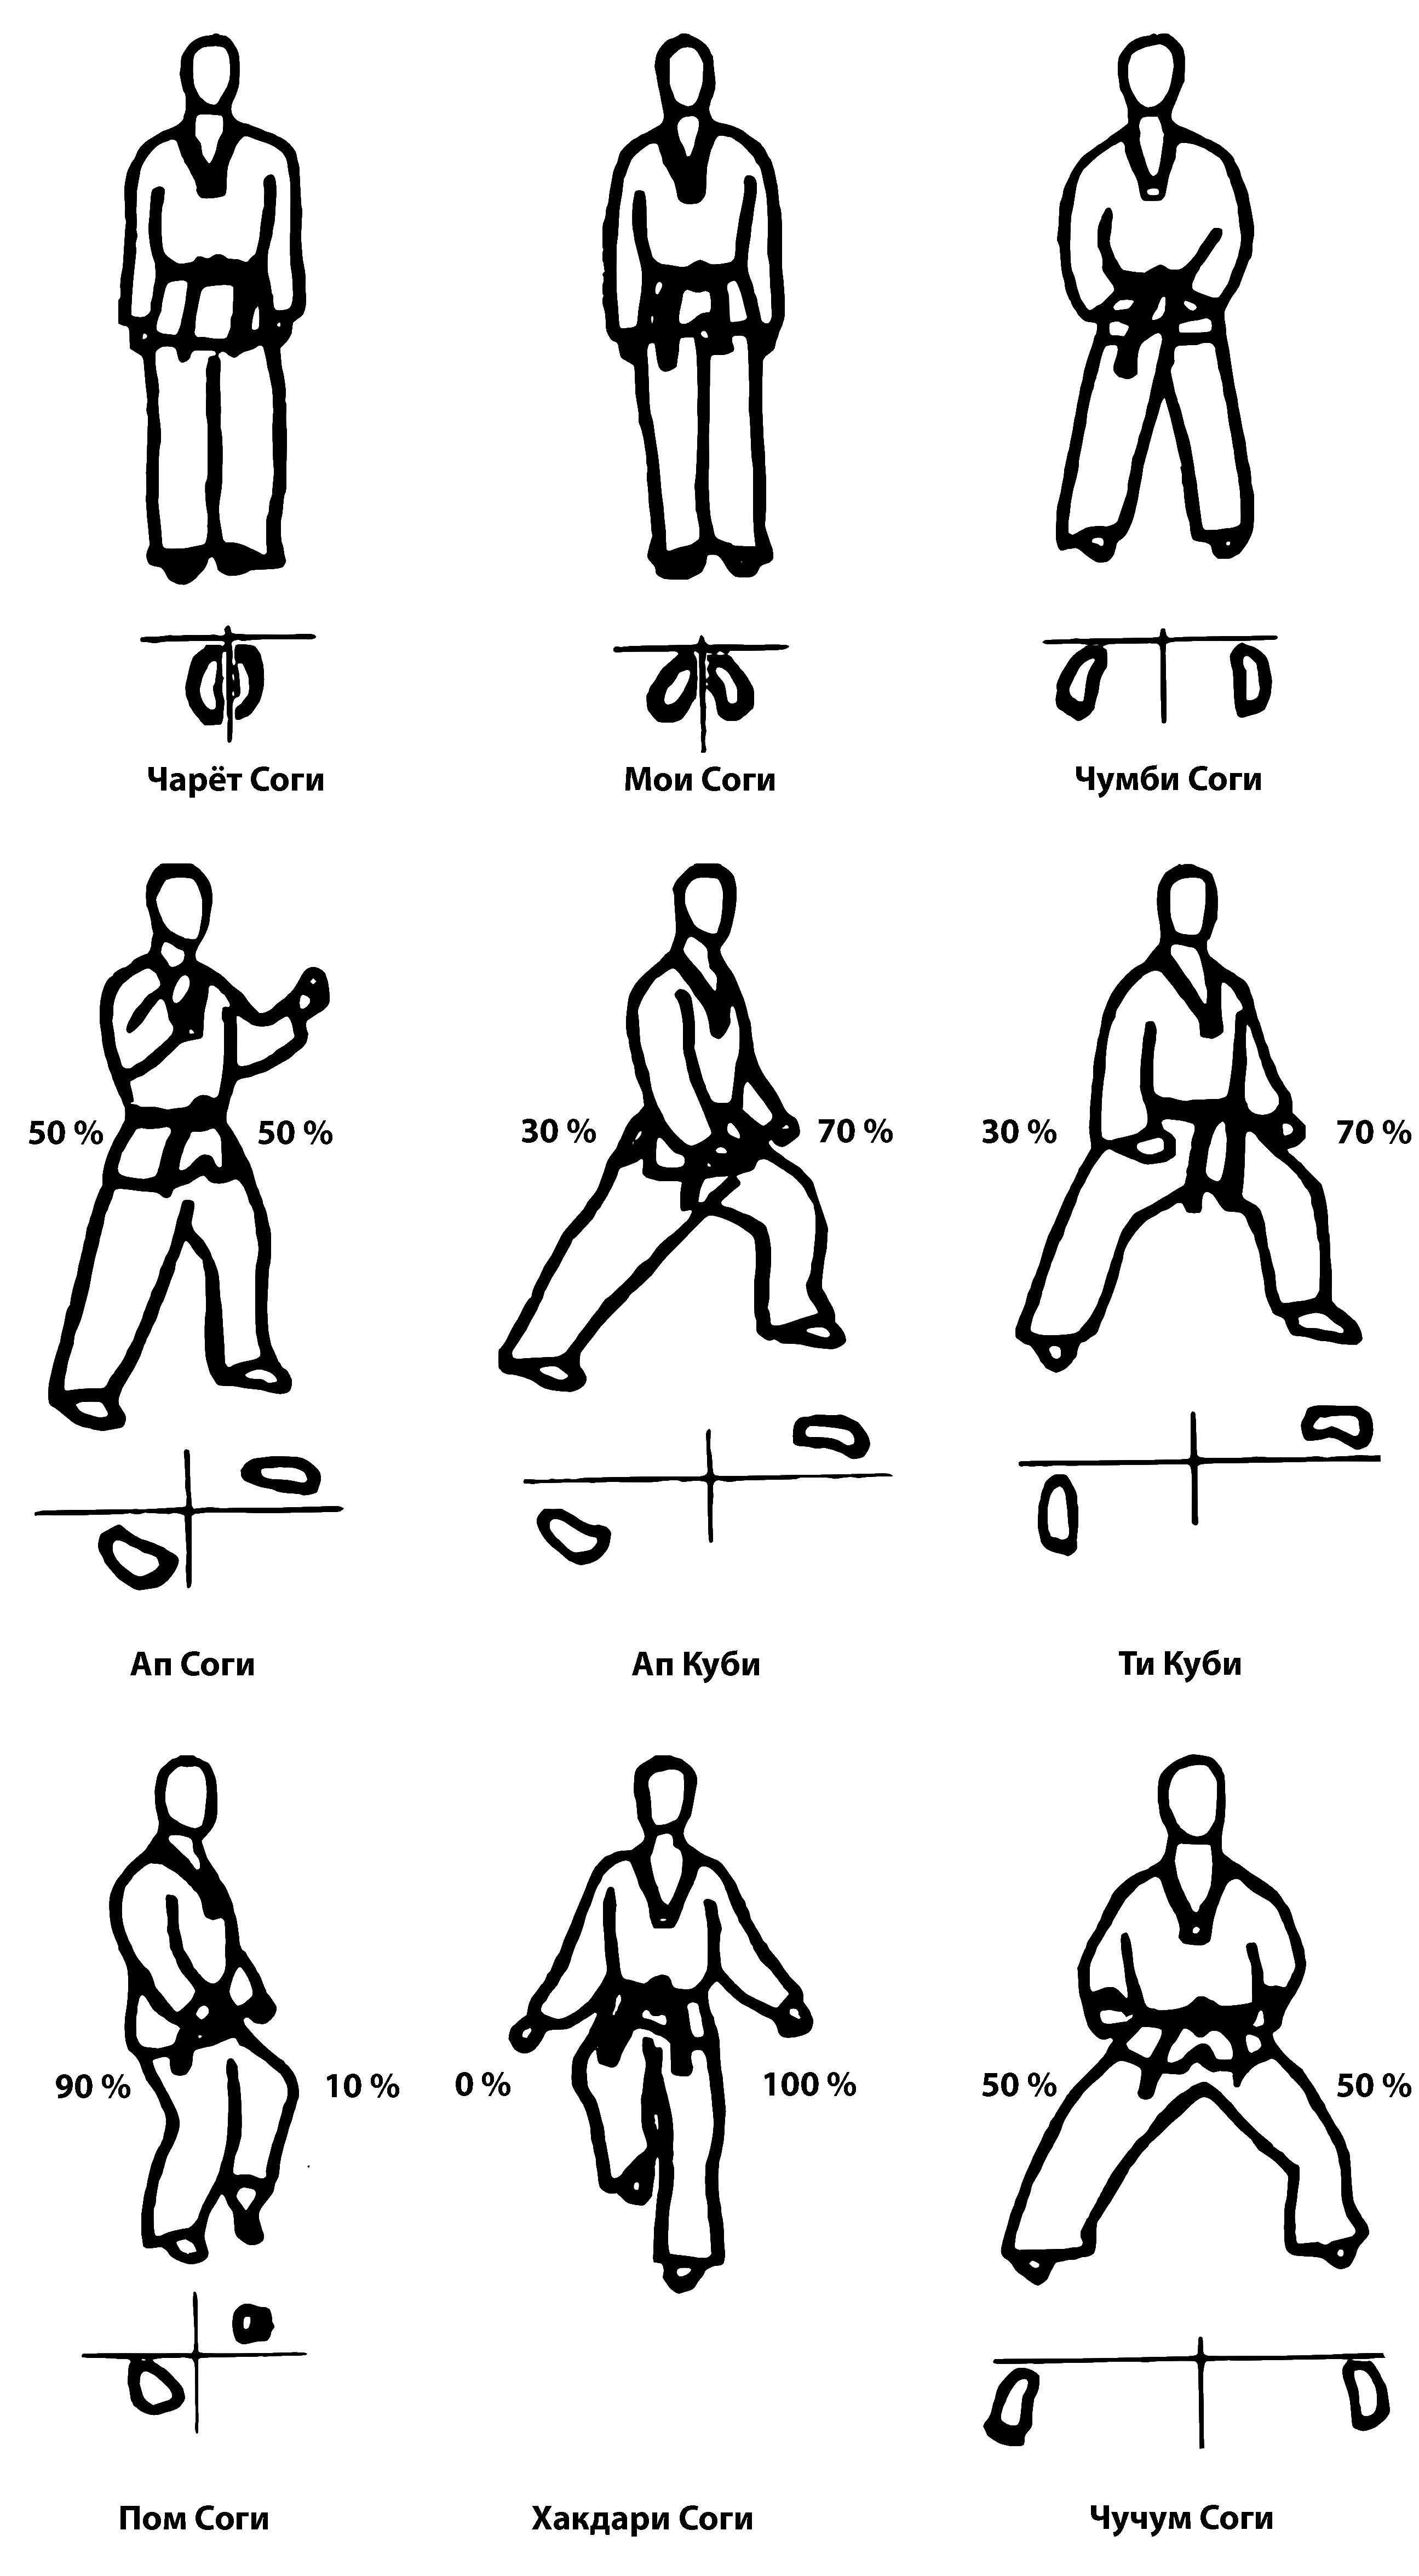 Чарёт Соги
Мои Соги
Чумби Соги
50 %
50 %
30 %
70 %
30 %
70 %
Ап Соги
Ап Куби
Ти Куби
90 %
10 %
0 %
100 %
50 %
50 %
Пом Соги
Хакдари Соги
Чучум Соги